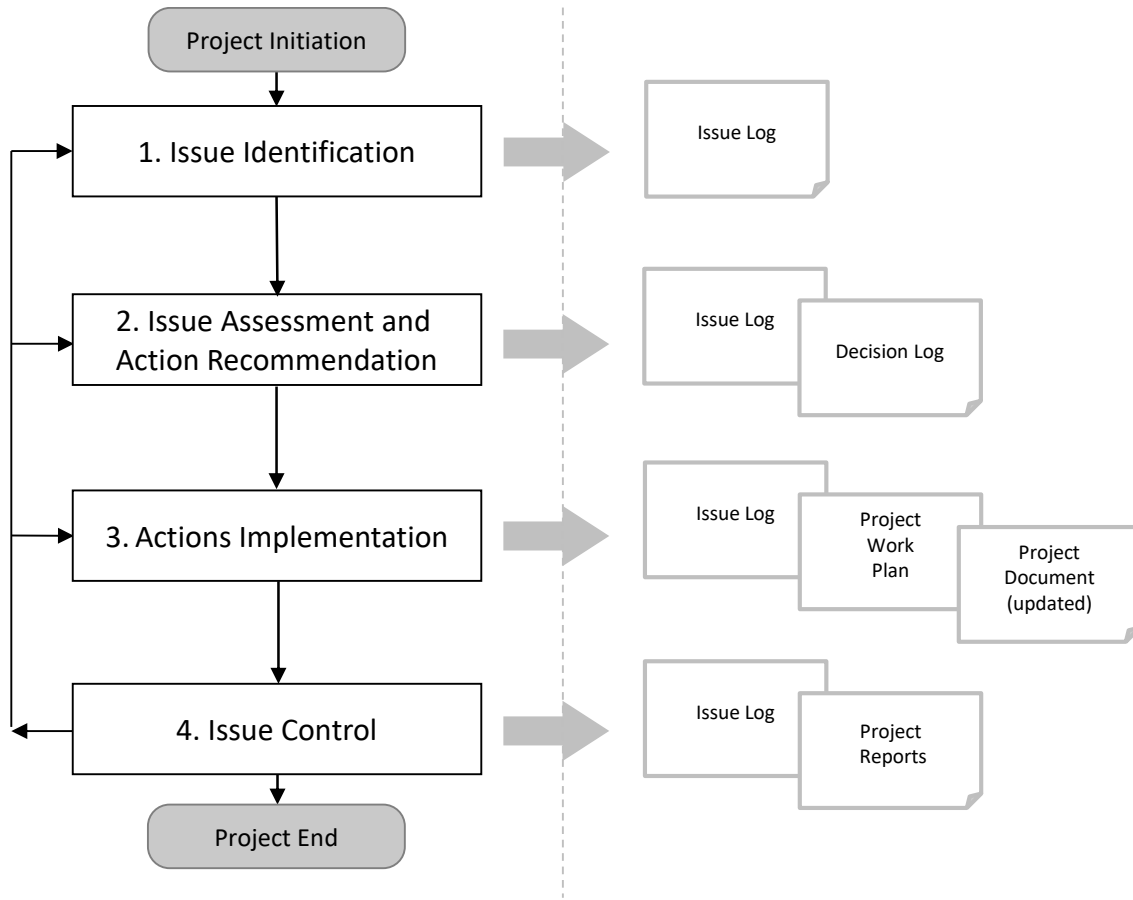 Project Initiation
1. Issue Identification
Issue Log
2. Issue Assessment and
Action Recommendation
Issue Log
Decision Log
3. Actions Implementation
Issue Log
Project
Work
Plan
Project
Document
(updated)
4. Issue Control
Issue Log
Project
Reports
Project End